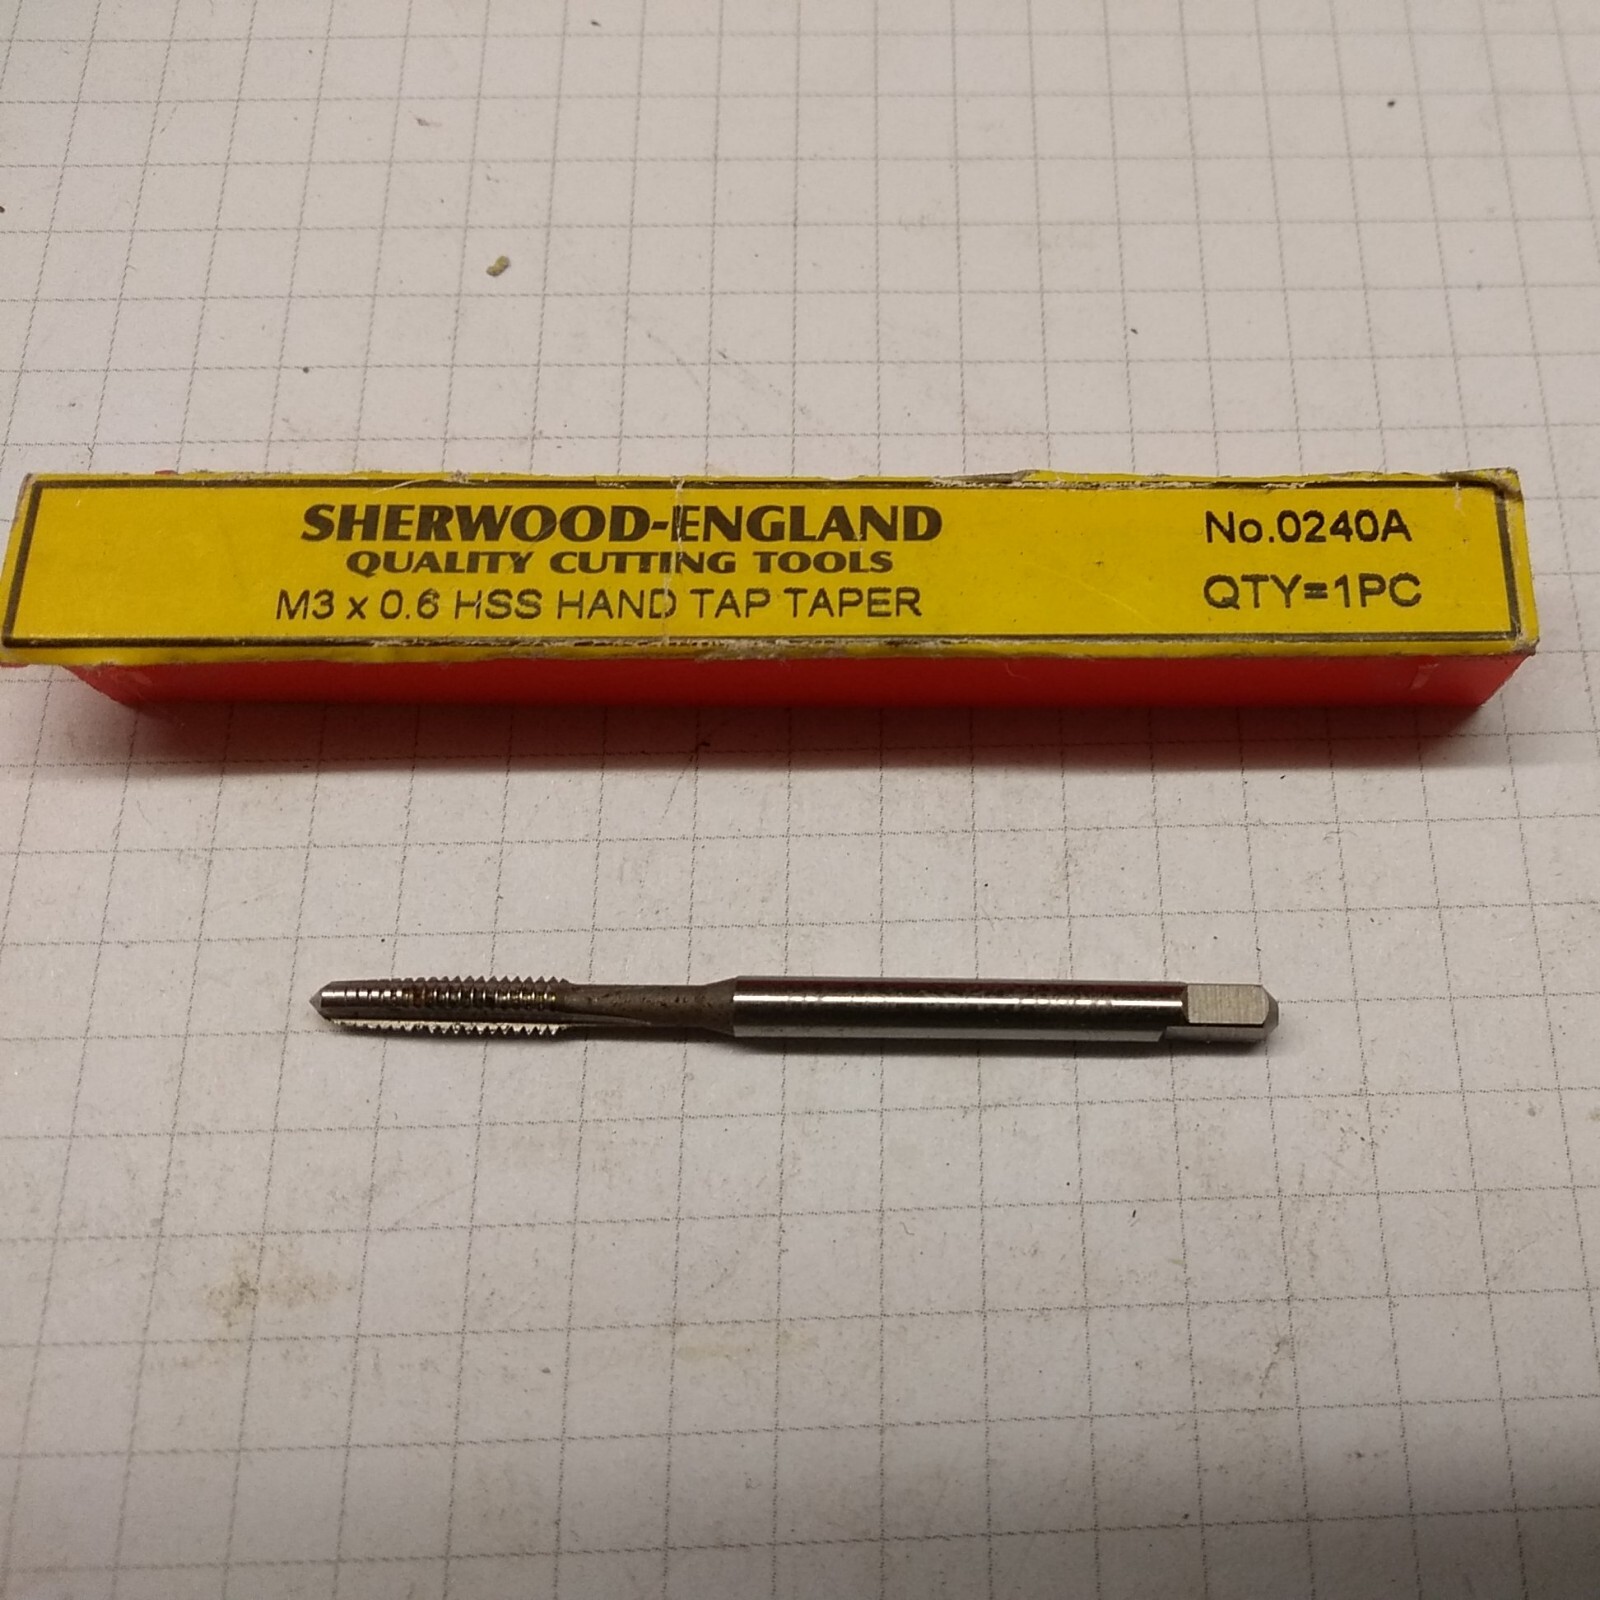 SHERWOOD-ENGLAND
QUALITY CUTTING TOOLS
M3 x 0.6 HSS HAND TAP TAPER
No.0240A
QTY=1PC